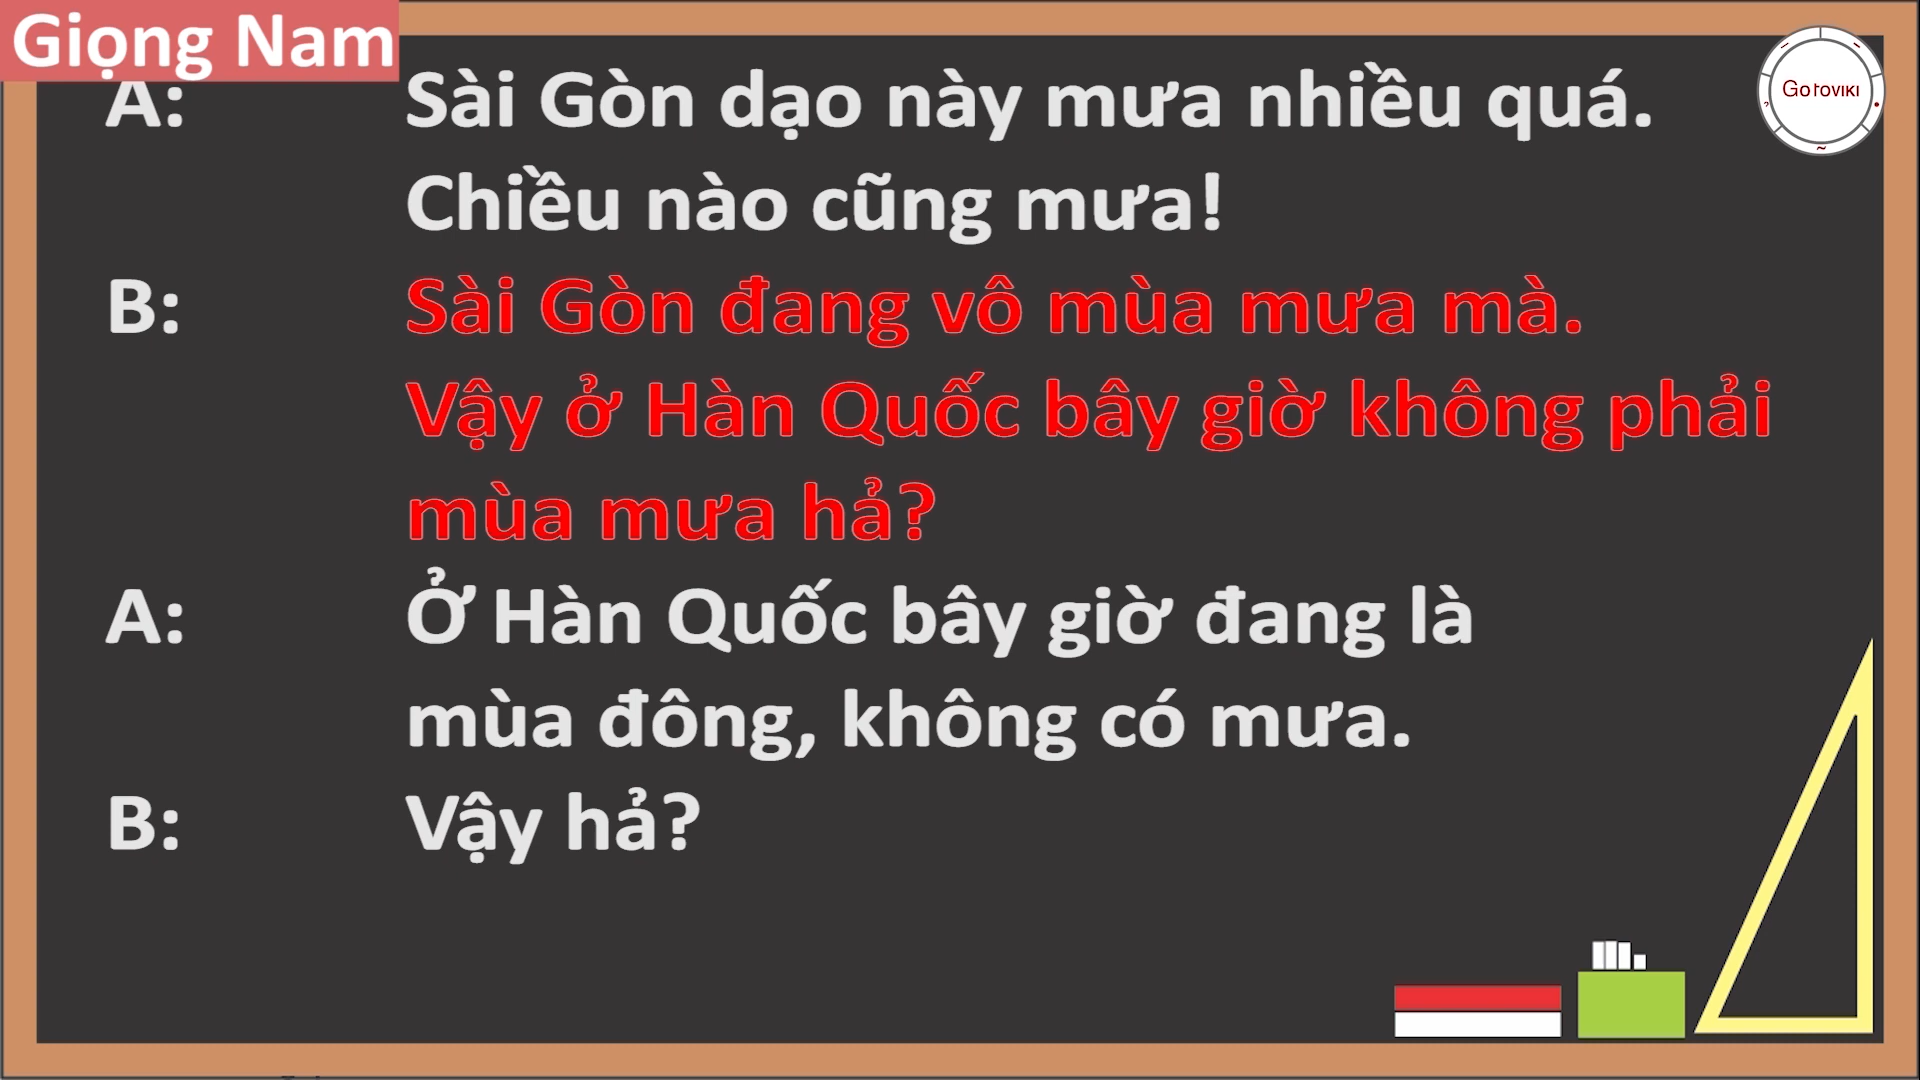 Giọng Nam
A: Sài Gòn dạo này mưa nhiều quá.
Chiều nào cũng mưa!
B: Sài Gòn đang vô mùa mưa mà.
Vậy ở Hàn Quốc bây giờ không phải
mùa mưa hả?
A: Ở Hàn Quốc bây giờ đang là
mùa đông, không có mưa.
B: Vậy hả?
Gotoviki